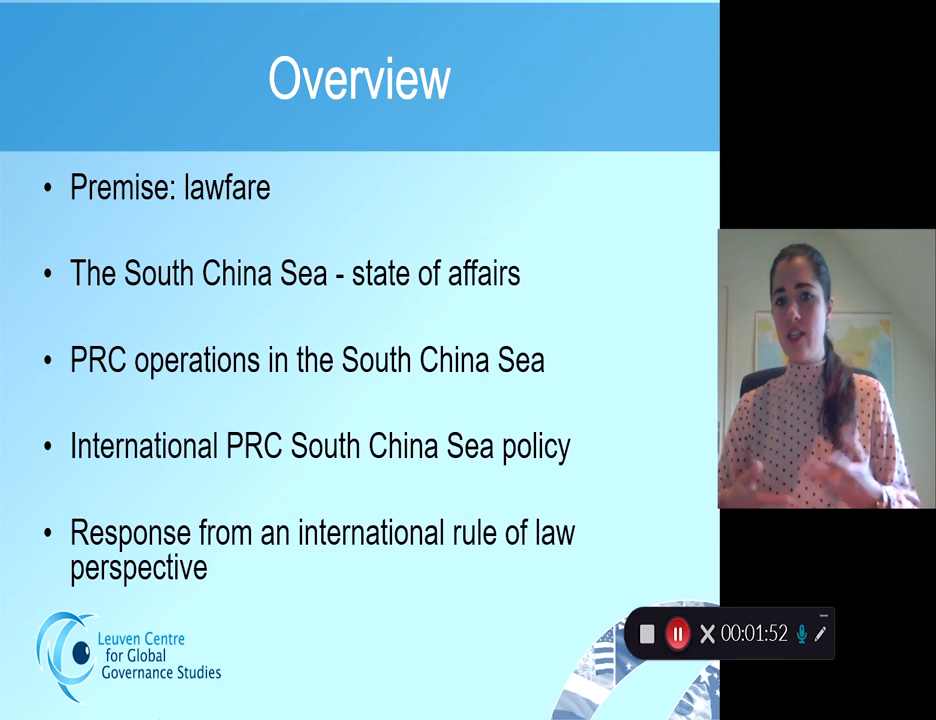 Overview
• Premise: lawfare
• The South China Sea - state of affairs
• PRC operations in the South China Sea
• International PRC South China Sea policy
• Response from an international rule of law
perspective
Leuven Centre
for Global
Governance Studies
00:01:52